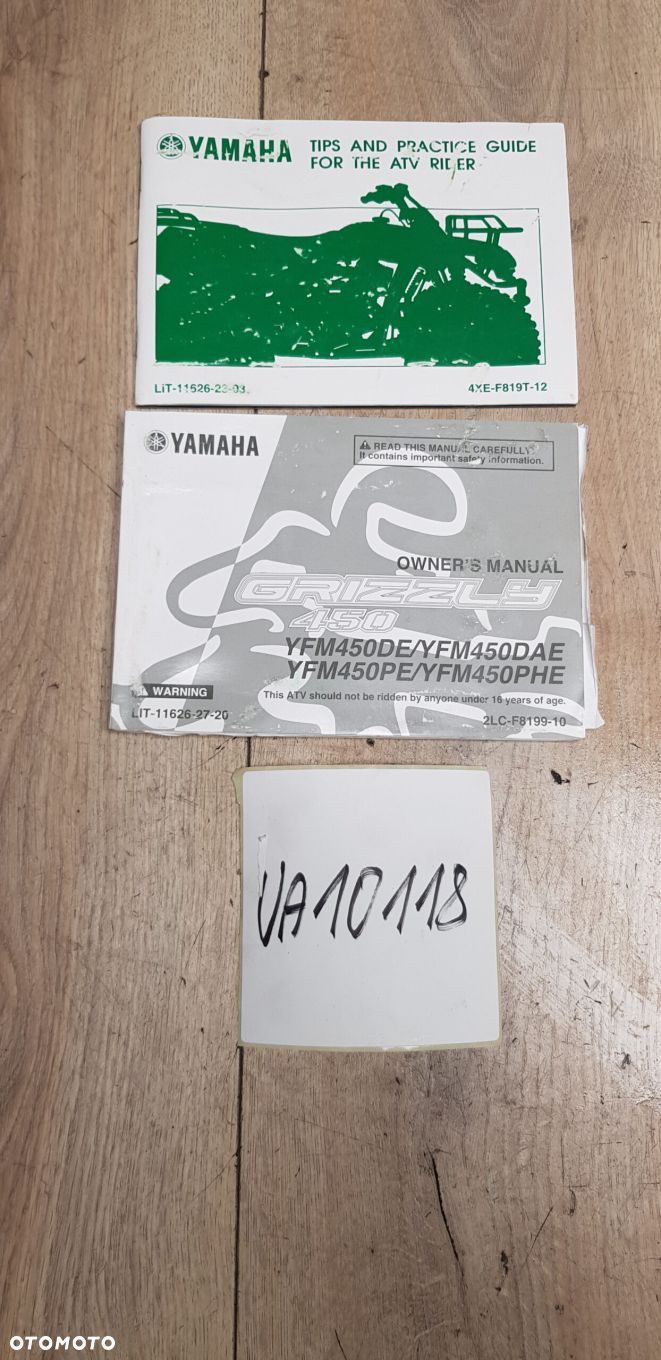 YAMAHA TIPS AND PRACTICE GUIDE
FOR THE ATV RIDER
LIT-11626-23-03
4XE-F819T-12
YAMAHA
READ THIS MANUAL CAREFULLY!
It contains important safety information.
OWNER'S MANUAL
GRIZZLY
450
YFM450DE/YFM450DAE
YFM450PE/YFM450PHE
WARNING
This ATV should not be ridden by anyone under 16 years of age.
LIT-11626-27-20
2LC-F8199-10
VA10118
OTOMOTO